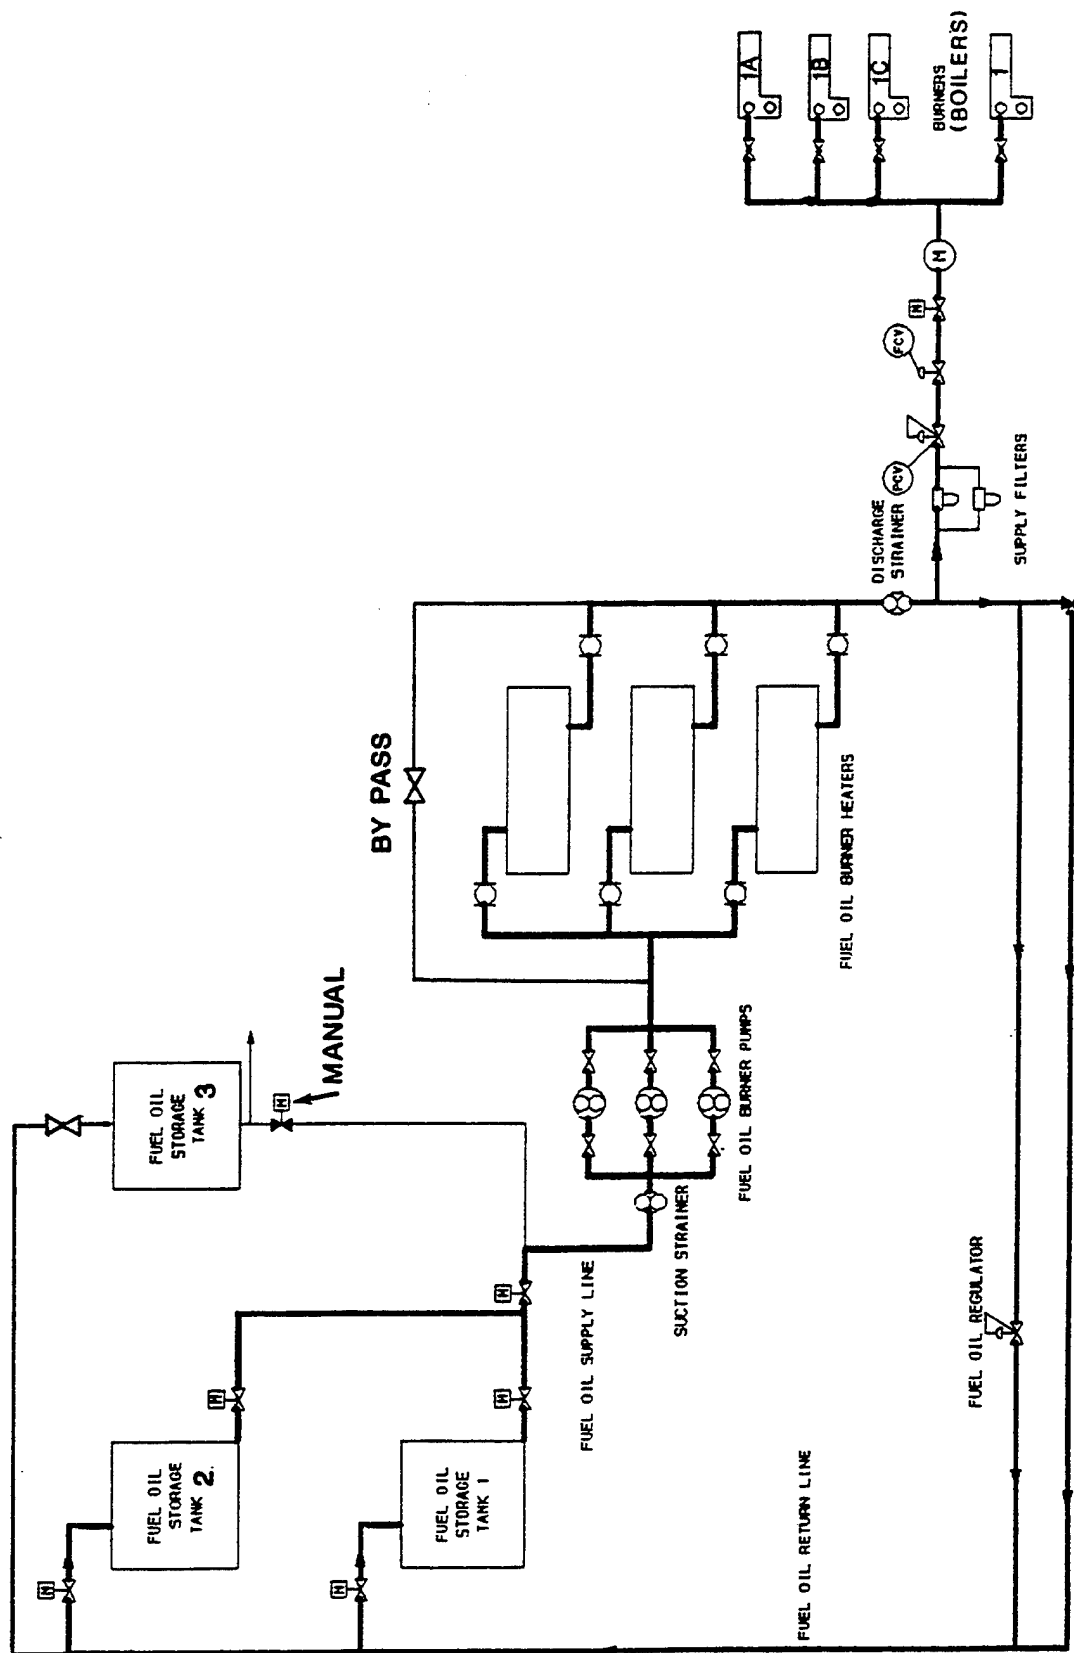 FUEL OIL
STORAGE
TANK 2.
FUEL OIL
STORAGE
TANK 1
FUEL OIL
STORAGE
TANK 3
M
M
M
M
M
M
MANUAL
FUEL OIL SUPPLY LINE
SUCTION STRAINER
FUEL OIL BURNER PUMPS
BY PASS
FUEL OIL BURNER HEATERS
DISCHARGE
STRAINER
PCV
FCV
M
M
SUPPLY FILTERS
1A
1B
1C
1
BURNERS
(BOILERS)
FUEL OIL REGULATOR
FUEL OIL RETURN LINE